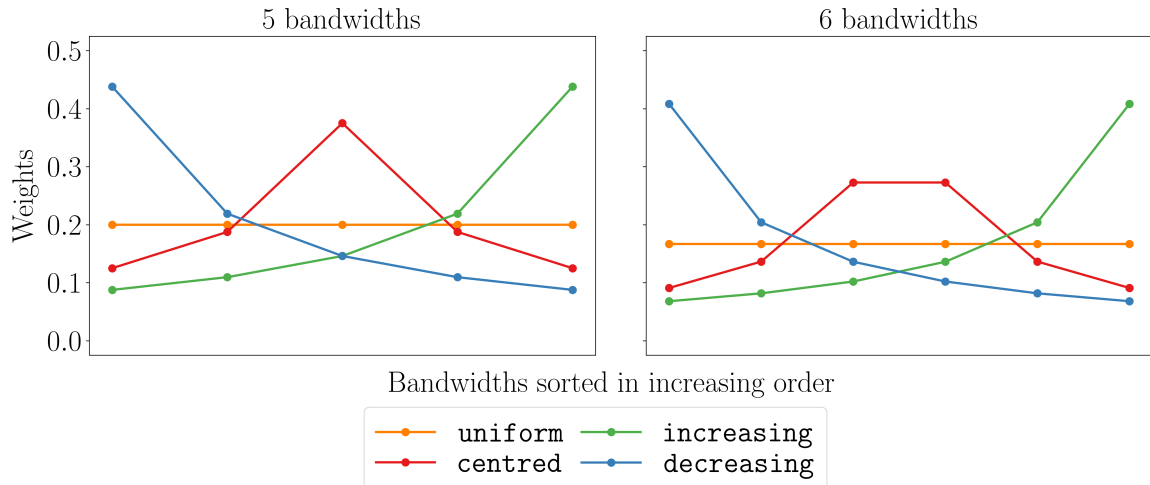 5 bandwidths
6 bandwidths
0.5
0.4
0.3
0.2
0.1
0.0
Weights
Bandwidths sorted in increasing order
uniform
increasing
centred
decreasing